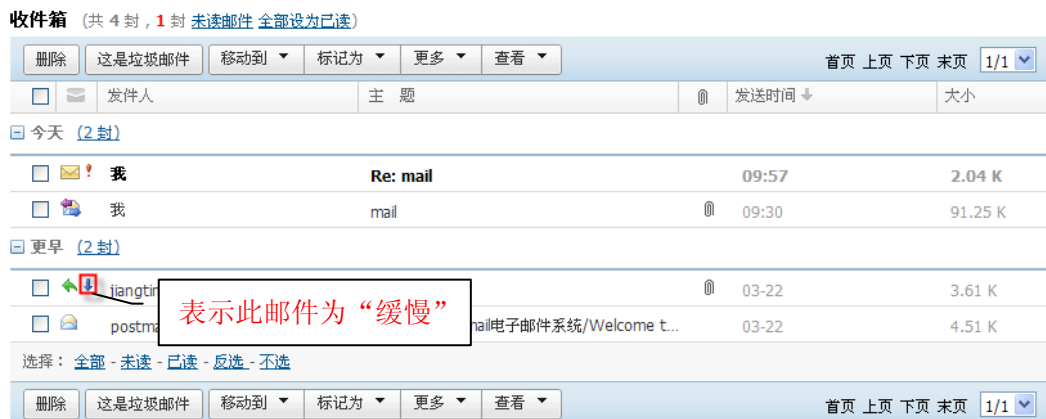 收件箱 (共 4 封，1 封 未读邮件 全部设为已读)
删除 这是垃圾邮件 移动到 标记为 更多 查看 首页 上页 下页 末页 1/1
发件人 主 题 发送时间 大小
今天 (2 封)
我 Re: mail 09:57 2.04 K
我 mail 09:30 91.25 K
更早 (2 封)
03-22 3.61 K
表示此邮件为“缓慢”
电子邮件系统/Welcome t... 03-22 4.51 K
选择： 全部 - 未读 - 已读 - 反选 - 不选
删除 这是垃圾邮件 移动到 标记为 更多 查看 首页 上页 下页 末页 1/1